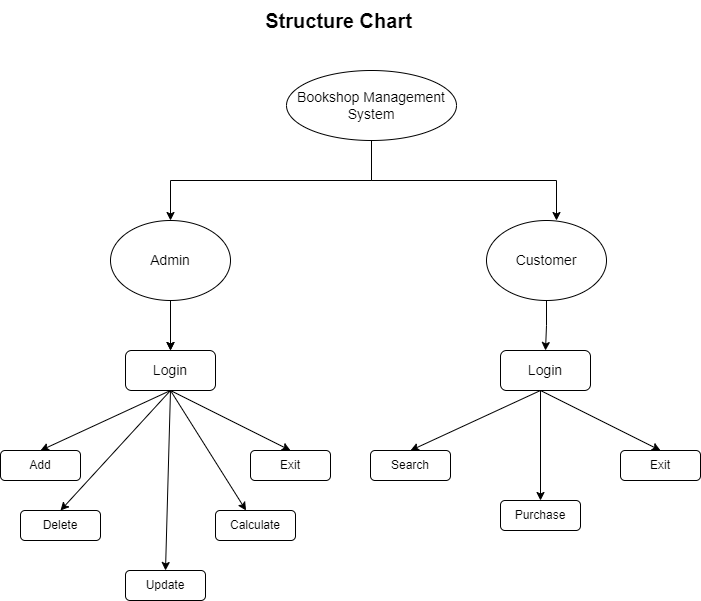 Structure Chart
Bookshop Management
System
Admin
Customer
Login
Login
Add
Exit
Search
Exit
Delete
Calculate
Purchase
Update